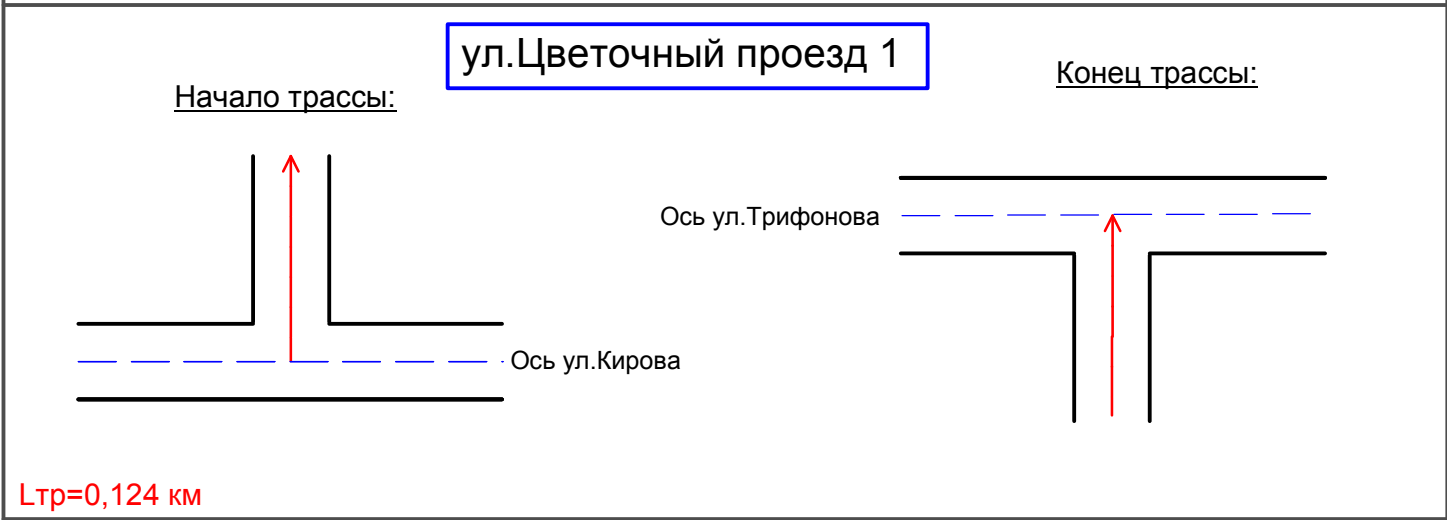 ул.Цветочный проезд 1
Начало трассы:
Конец трассы:
Ось ул.Трифонова
Ось ул.Кирова
Lтр=0,124 км